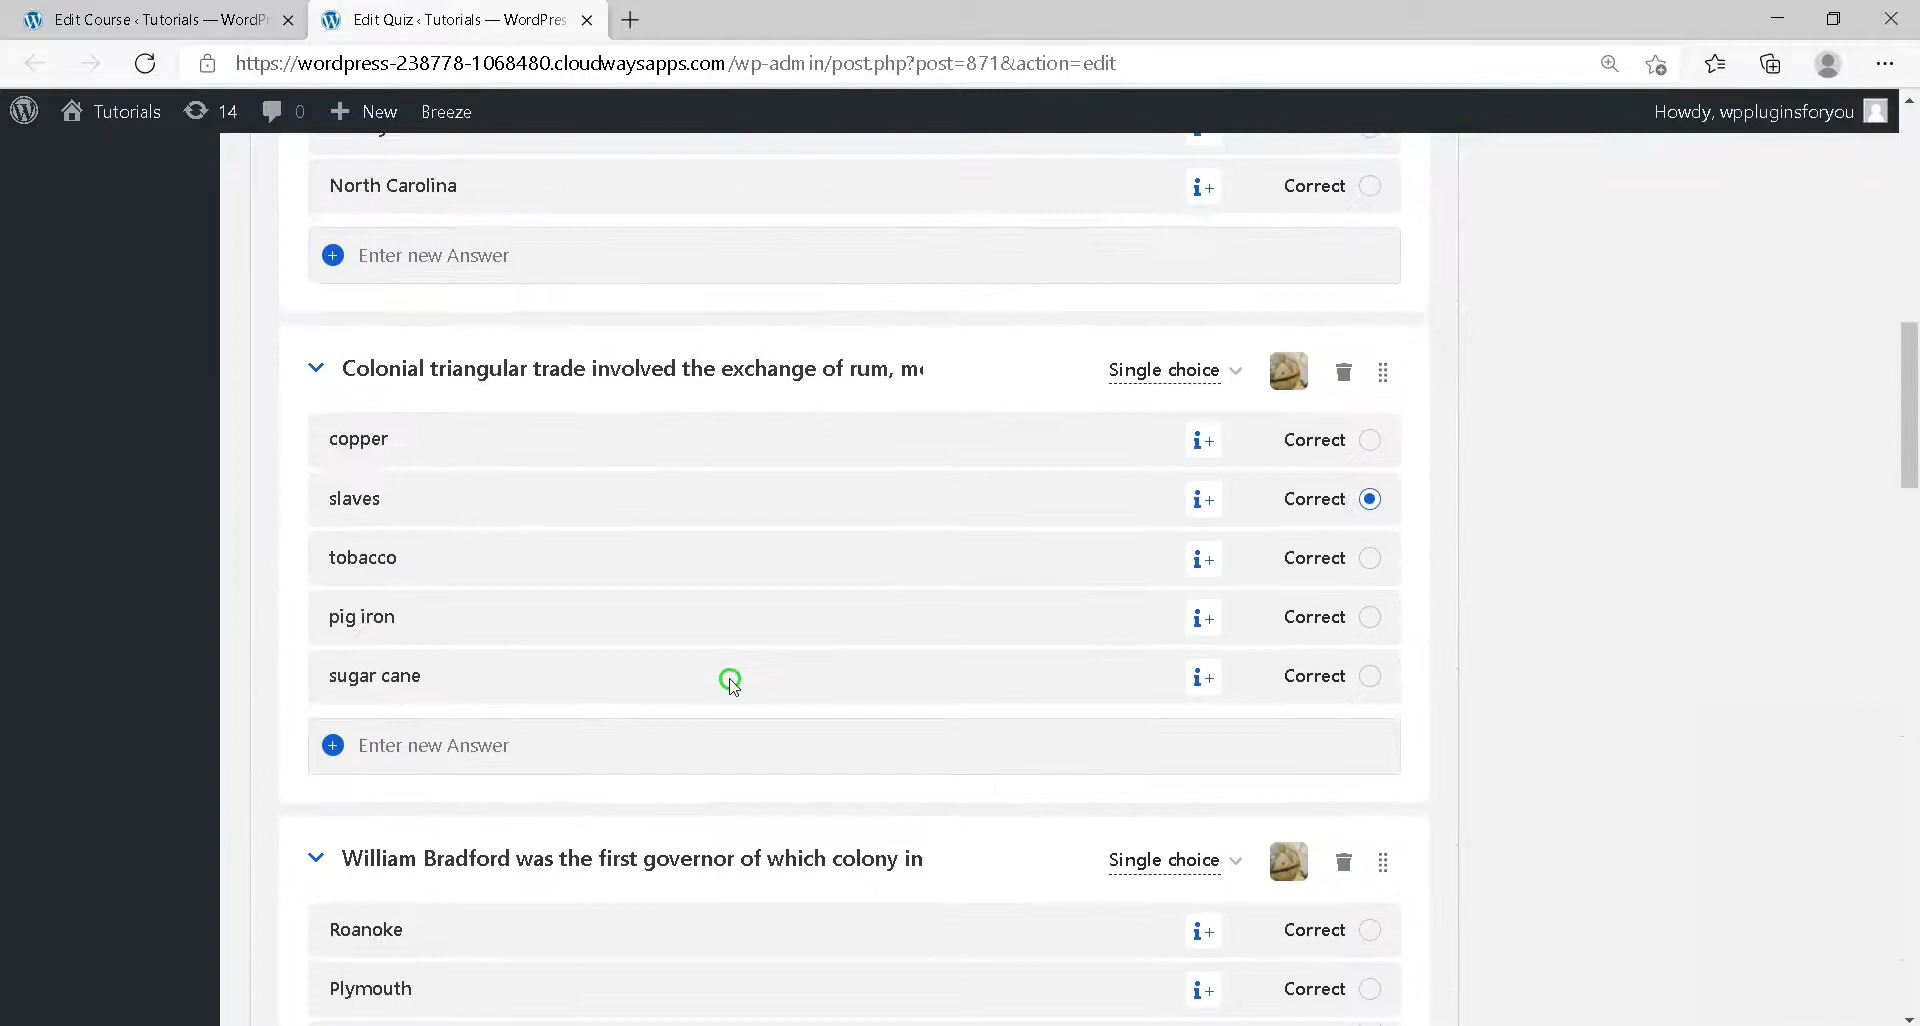 Edit Course ‹ Tutorials — WordPr
Edit Quiz ‹ Tutorials — WordPres
https://wordpress-238778-1068480.cloudwaysapps.com/wp-admin/post.php?post=871&action=edit
Tutorials
14
0
New
Breeze
Howdy, wppluginsforyou
North Carolina
Correct
Enter new Answer
Colonial triangular trade involved the exchange of rum, m
Single choice
copper
Correct
slaves
Correct
tobacco
Correct
pig iron
Correct
sugar cane
Correct
Enter new Answer
William Bradford was the first governor of which colony in
Single choice
Roanoke
Correct
Plymouth
Correct